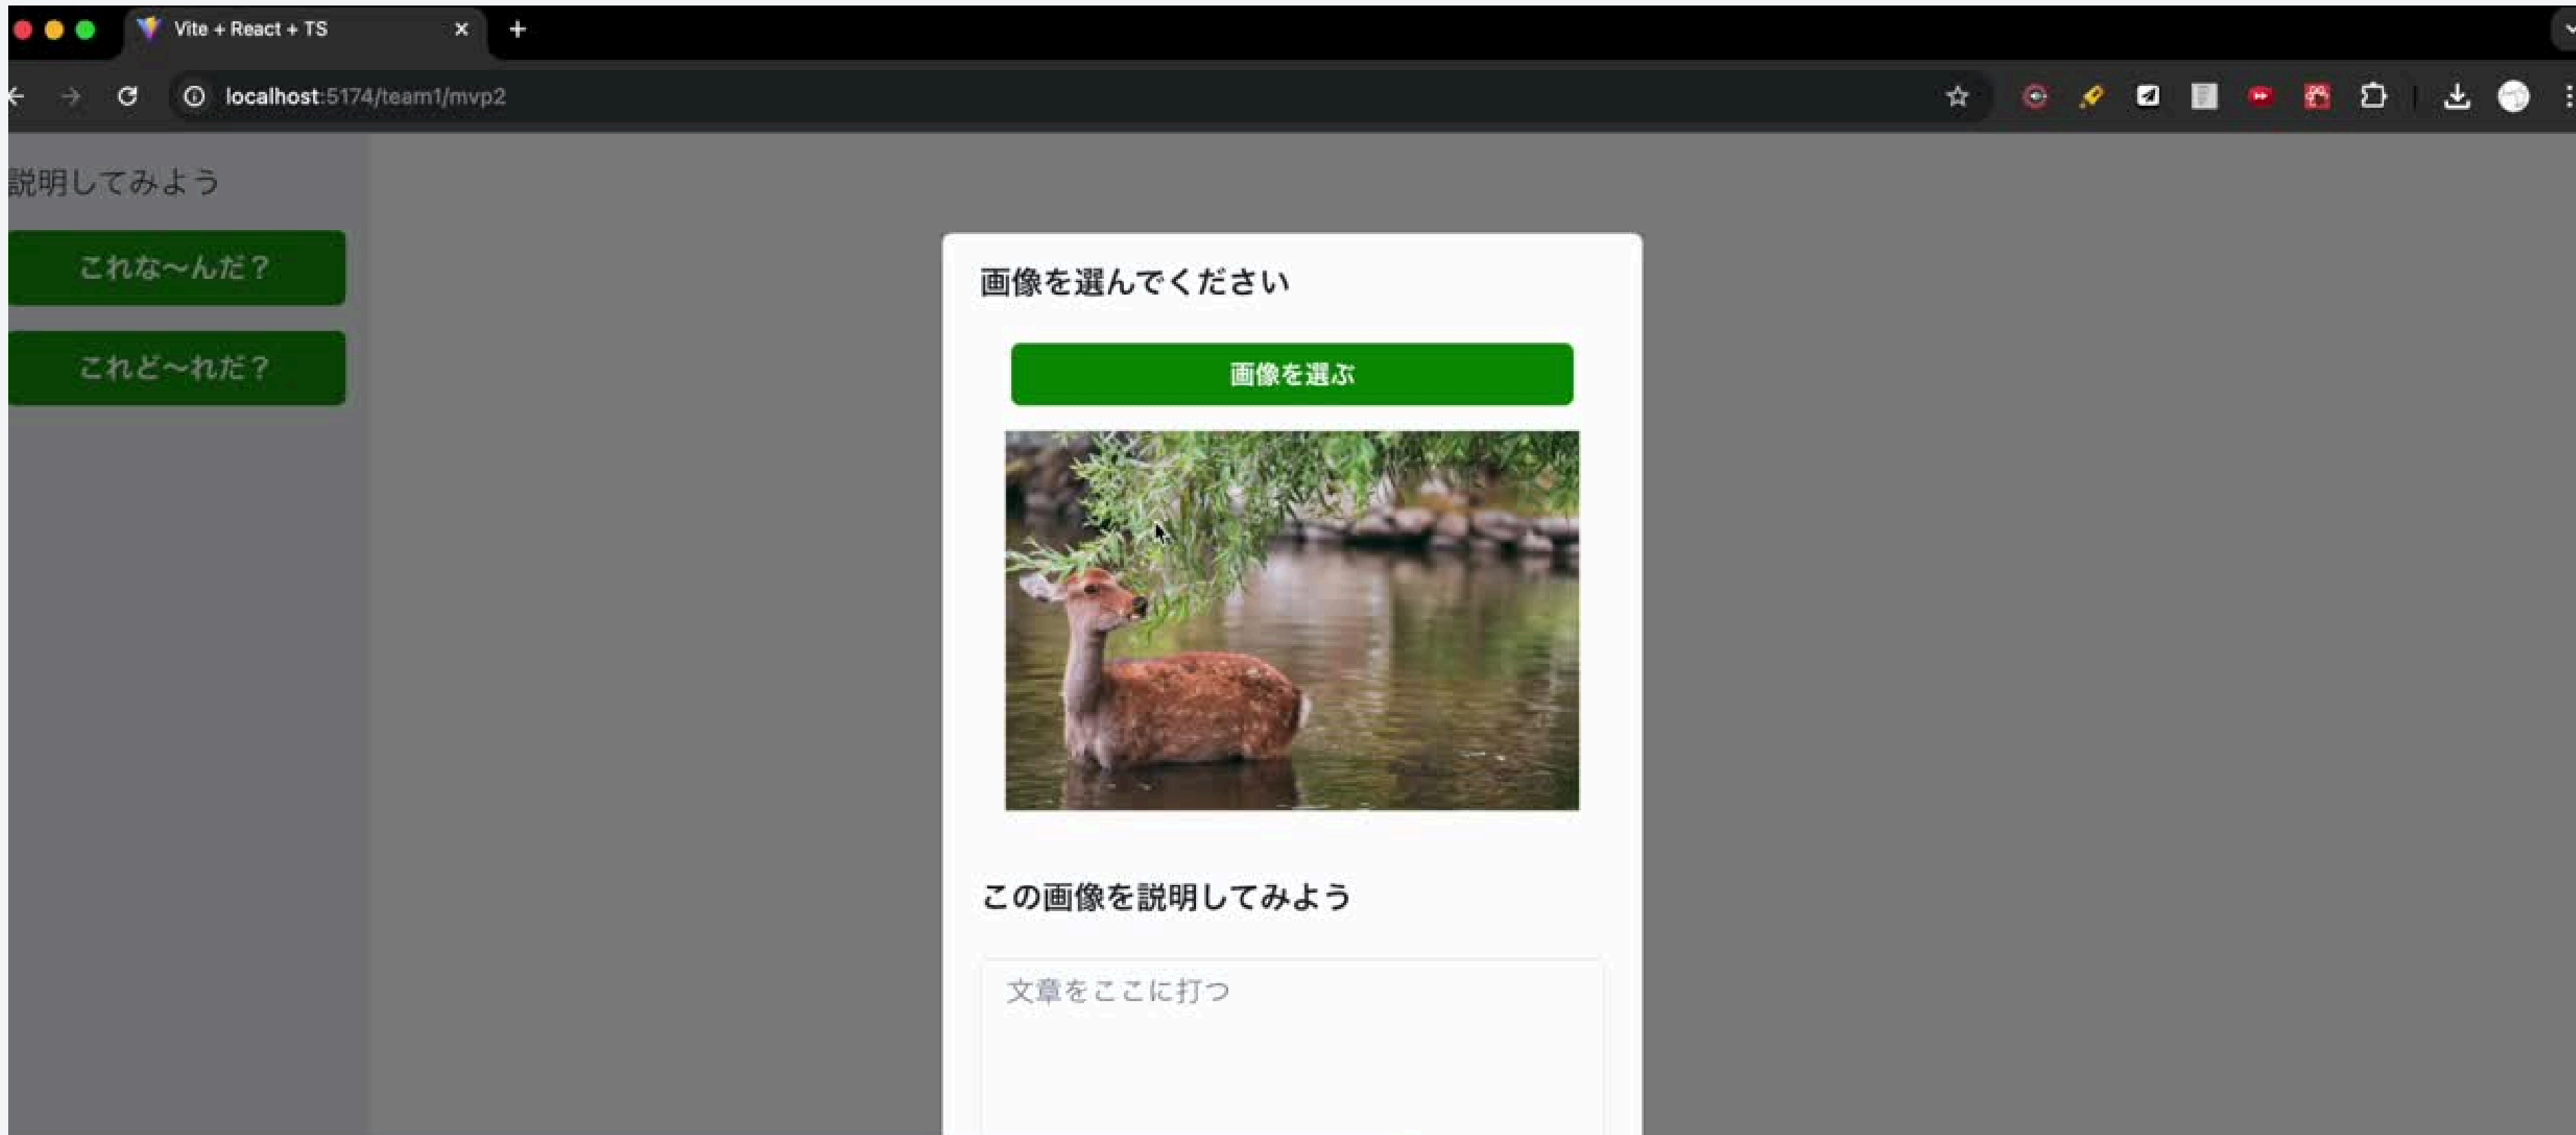 Vite + React + TS
localhost:5174/team1/mvp2
説明してみよう
これな〜んだ？
これど〜れだ？
画像を選んでください
画像を選ぶ
この画像を説明してみよう
文章をここに打つ